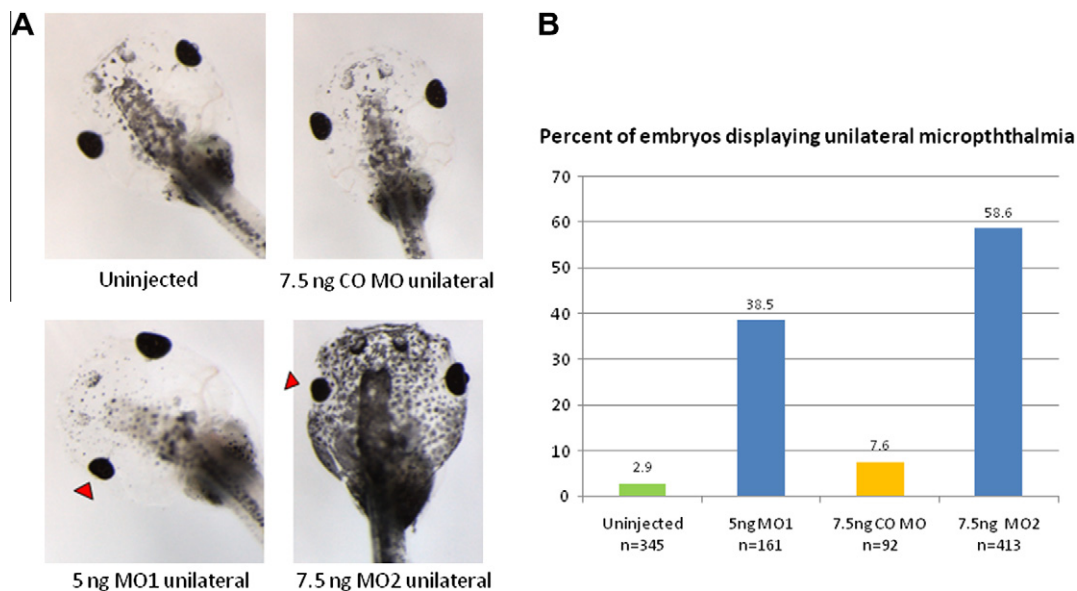 A
Uninjected
7.5 ng CO MO unilateral
5 ng MO1 unilateral
7.5 ng MO2 unilateral
B
Percent of embryos displaying unilateral micropththalmia
70
60
50
40
30
20
10
0
2.9
38.5
7.6
58.6
Uninjected
n=345
5ng MO1
n=161
7.5ng CO MO
n=92
7.5ng MO2
n=413